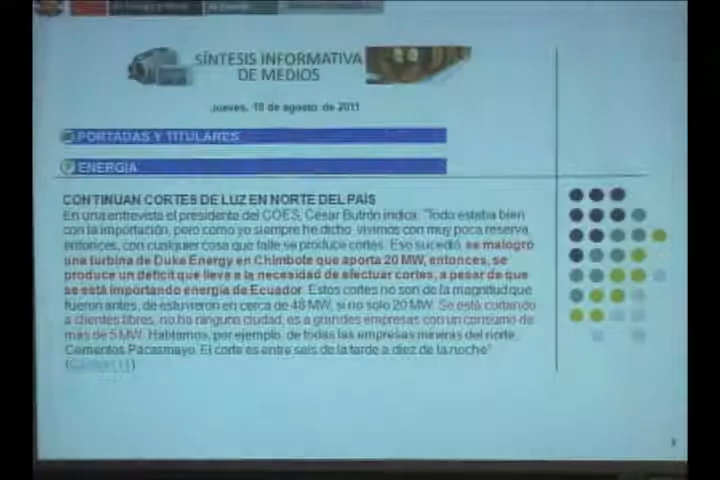 SÍNTESIS INFORMATIVA
DE MEDIOS
Jueves, 18 de agosto de 2011
PORTADAS Y TITULARES
ENERGIA
CONTINUAN CORTES DE LUZ EN NORTE DEL PAÍS
En una entrevista el presidente del COES, César Butrón indica. "Todo estaba bien
con la importación, pero como yo siempre he dicho, vivimos con muy poca reserva,
entonces, con cualquier cosa que falle se produce cortes. Eso sucedió, se malogró
una turbina de Duke Energy en Chimbote que aporta 20 MW, entonces, se
produce un déficit que lleva a la necesidad de efectuar cortes, a pesar de que
se está importando energía de Ecuador. Estos cortes no son de la magnitud que
fueron antes, de estuvieron en cerca de 48 MW, si no solo 20 MW. Se está cortando
a clientes libres, no ha ninguna ciudad, es a grandes empresas con un consumo de
más de 5 MW. Hablamos, por ejemplo, de todas las empresas mineras del norte,
Cementos Pacasmayo. El corte es entre seis de la tarde a diez de la noche"